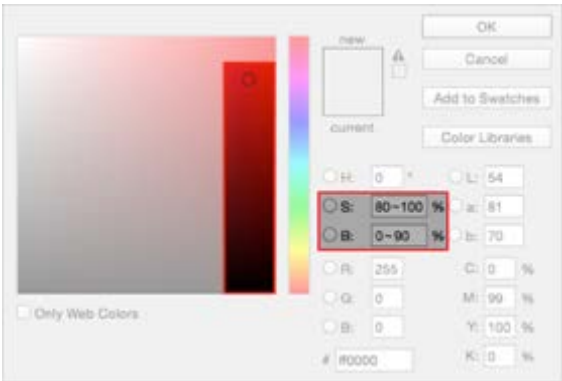 new
OK
Cancel
Add to Swatches
current
Color Libraries
H: 0 °
L: 54
S: 80~100 %
a: 81
B: 0~90 %
b: 70
R: 255
C: 0 %
G: 0
M: 99 %
Only Web Colors
B: 0
Y: 100 %
# ff0000
K: 0 %